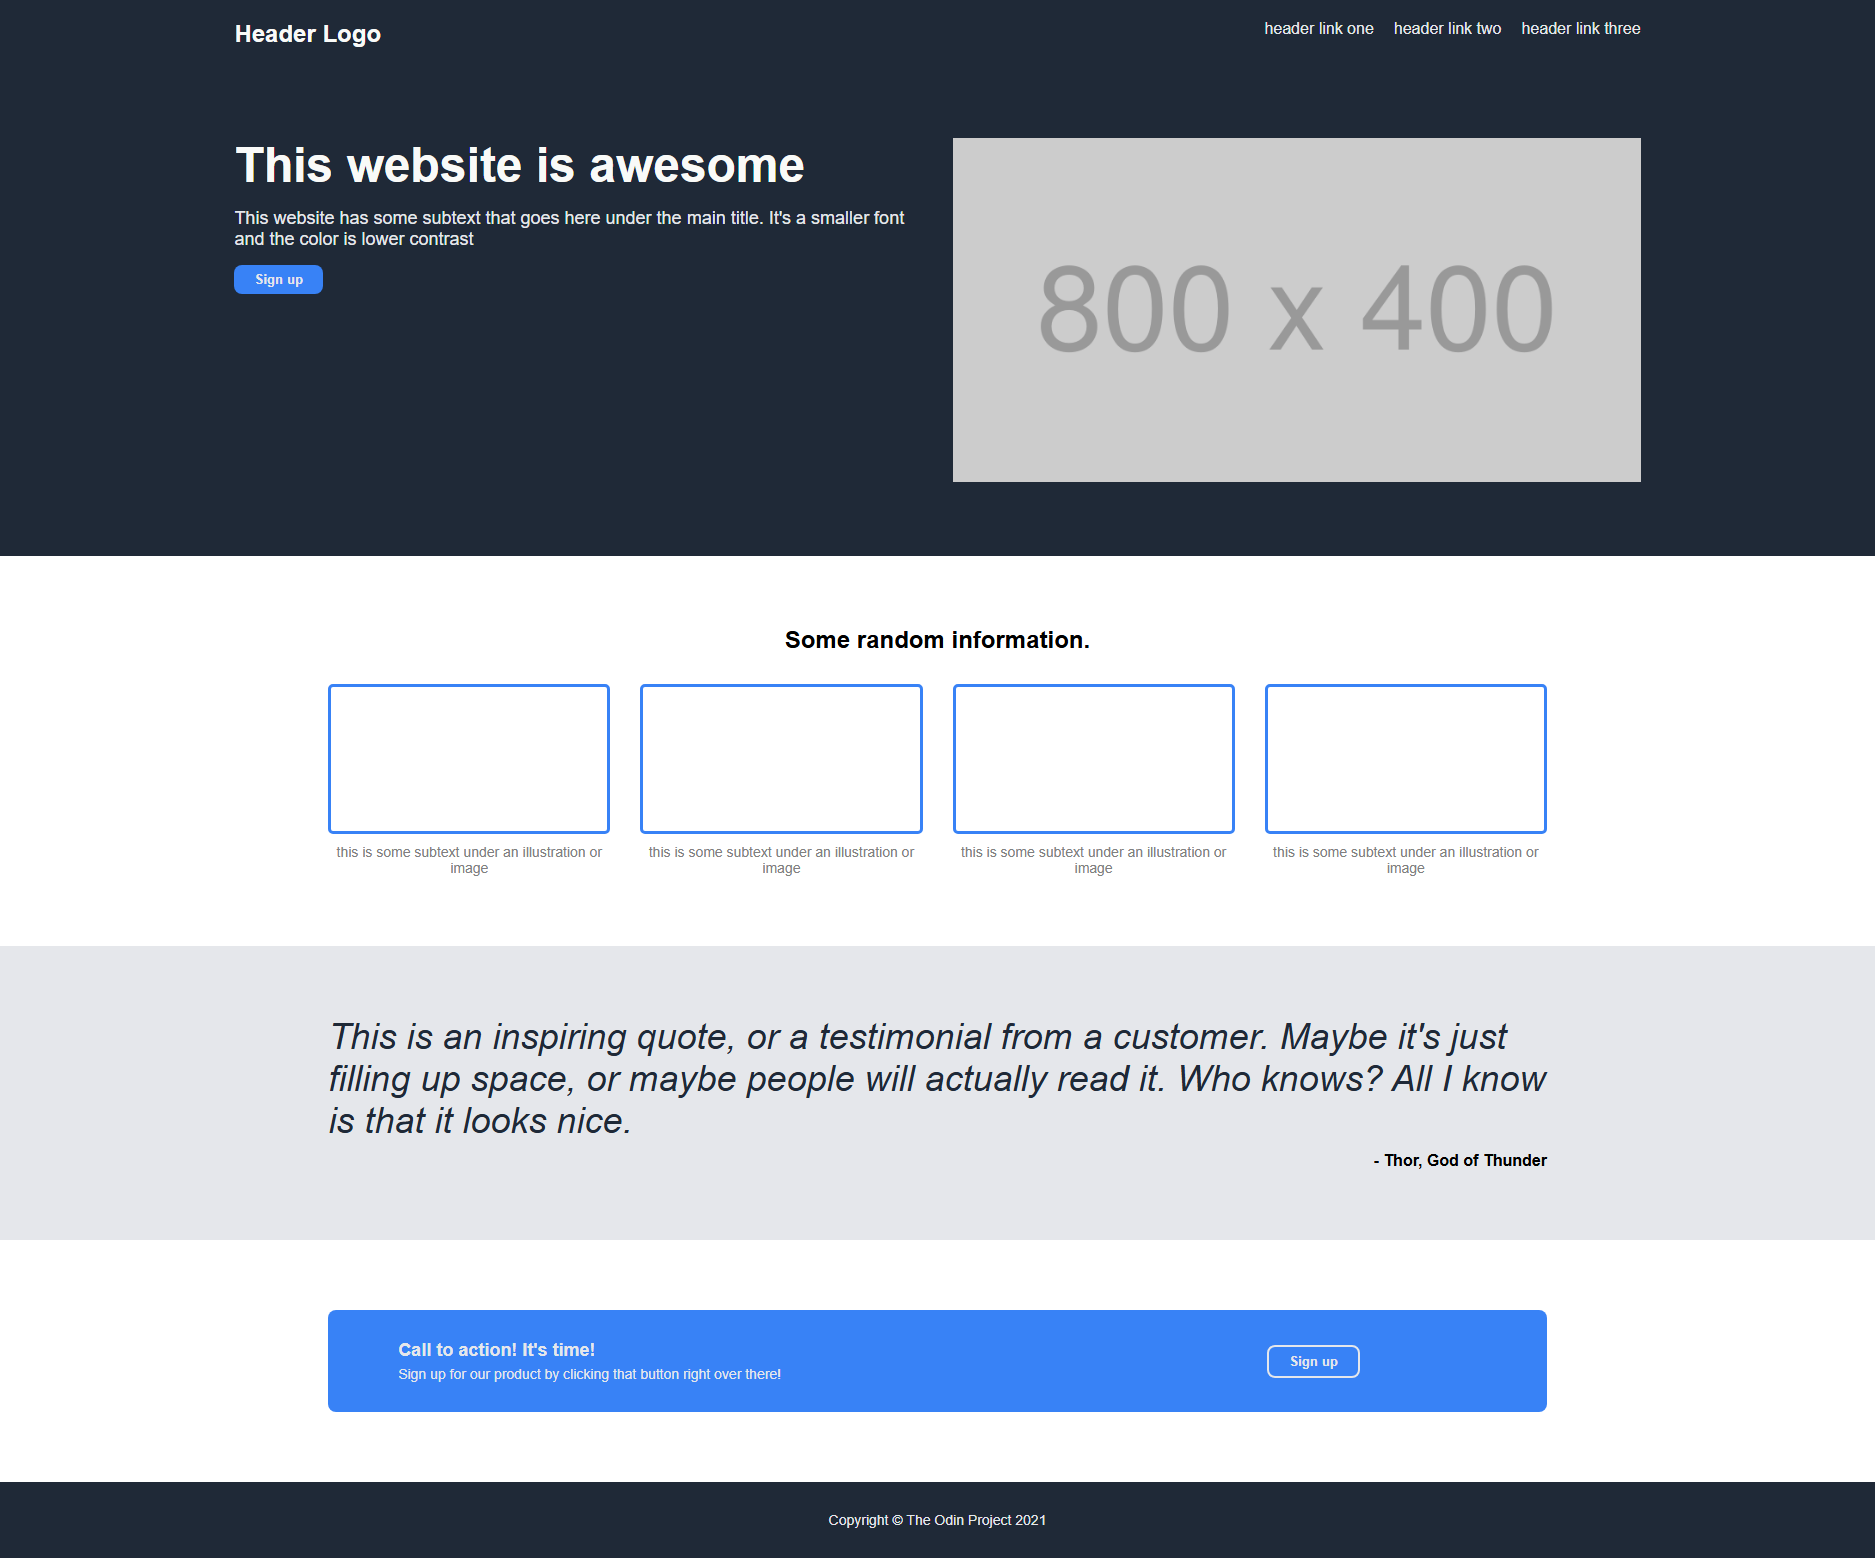 Header Logo
header link one
header link two
header link three
This website is awesome
This website has some subtext that goes here under the main title. It's a smaller font
and the color is lower contrast
Sign up
800 x 400
Some random information.
this is some subtext under an illustration or
image
this is some subtext under an illustration or
image
this is some subtext under an illustration or
image
this is some subtext under an illustration or
image
This is an inspiring quote, or a testimonial from a customer. Maybe it's just
filling up space, or maybe people will actually read it. Who knows? All I know
is that it looks nice.
- Thor, God of Thunder
Call to action! It's time!
Sign up for our product by clicking that button right over there!
Sign up
Copyright © The Odin Project 2021